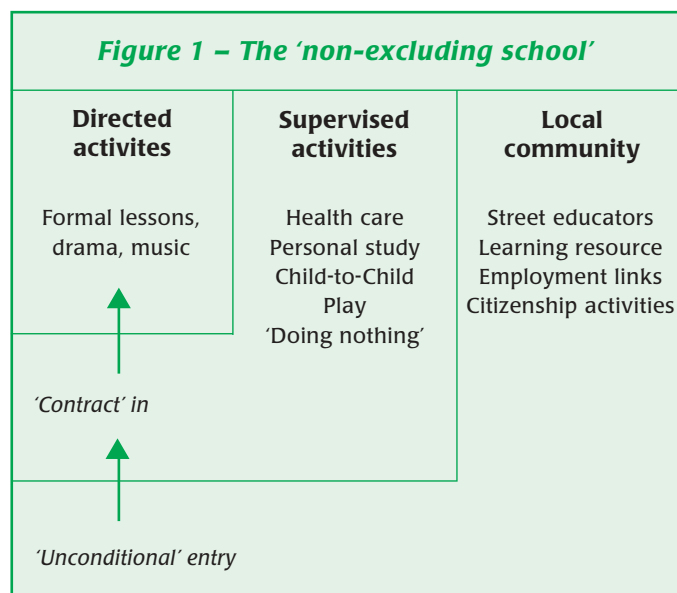 Figure 1 – The ‘non-excluding school’
Directed
activites
Formal lessons,
drama, music
Supervised
activities
Health care
Personal study
Child-to-Child
Play
‘Doing nothing’
Local
community
Street educators
Learning resource
Employment links
Citizenship activities
‘Contract’ in
‘Unconditional’ entry